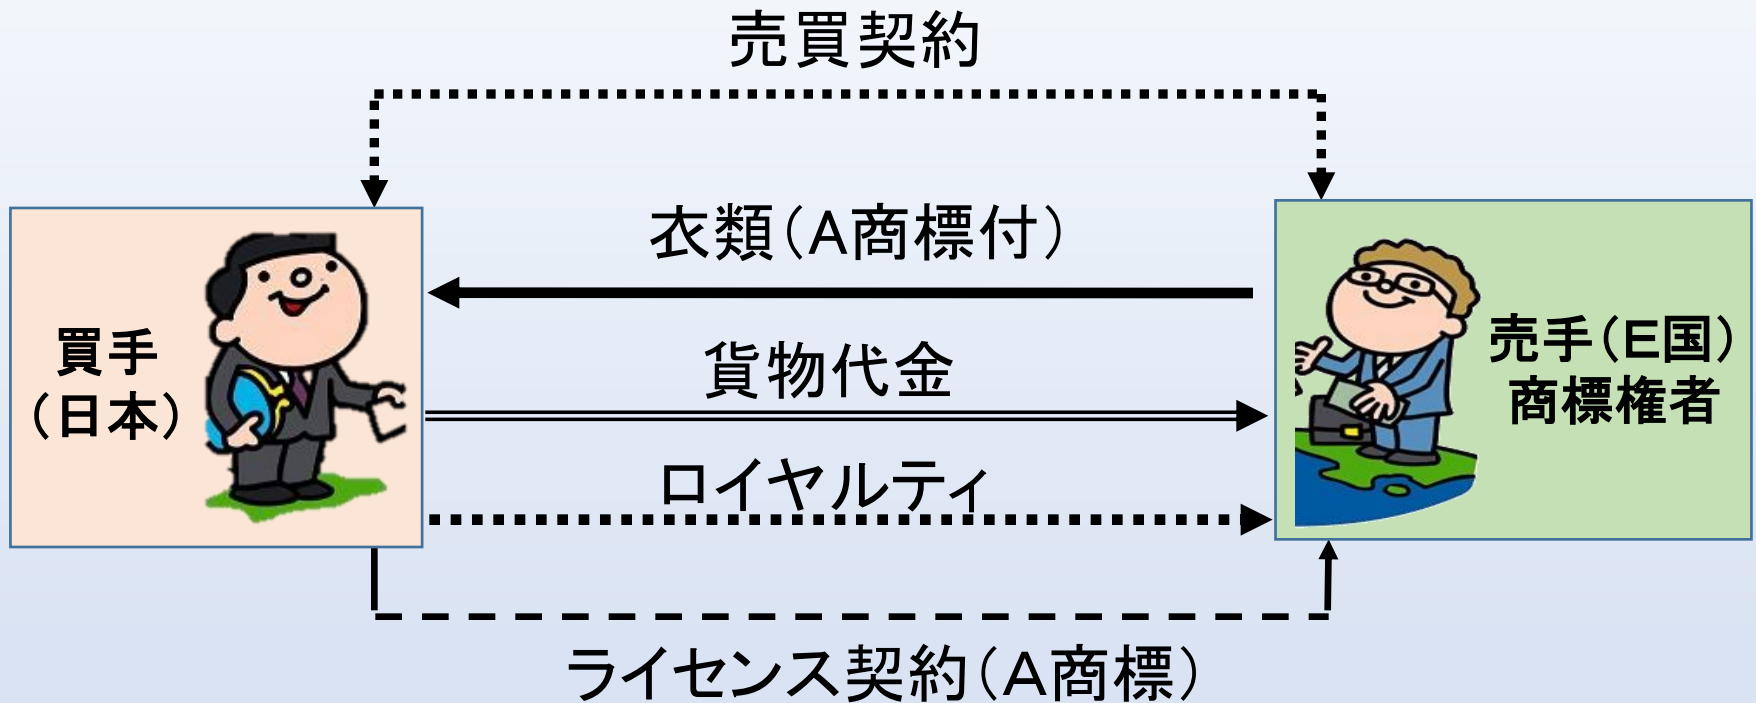 売買契約
衣類（A商標付）
買手
（日本）
貨物代金
売手（E国）
商標権者
ロイヤルティ
ライセンス契約（A商標）